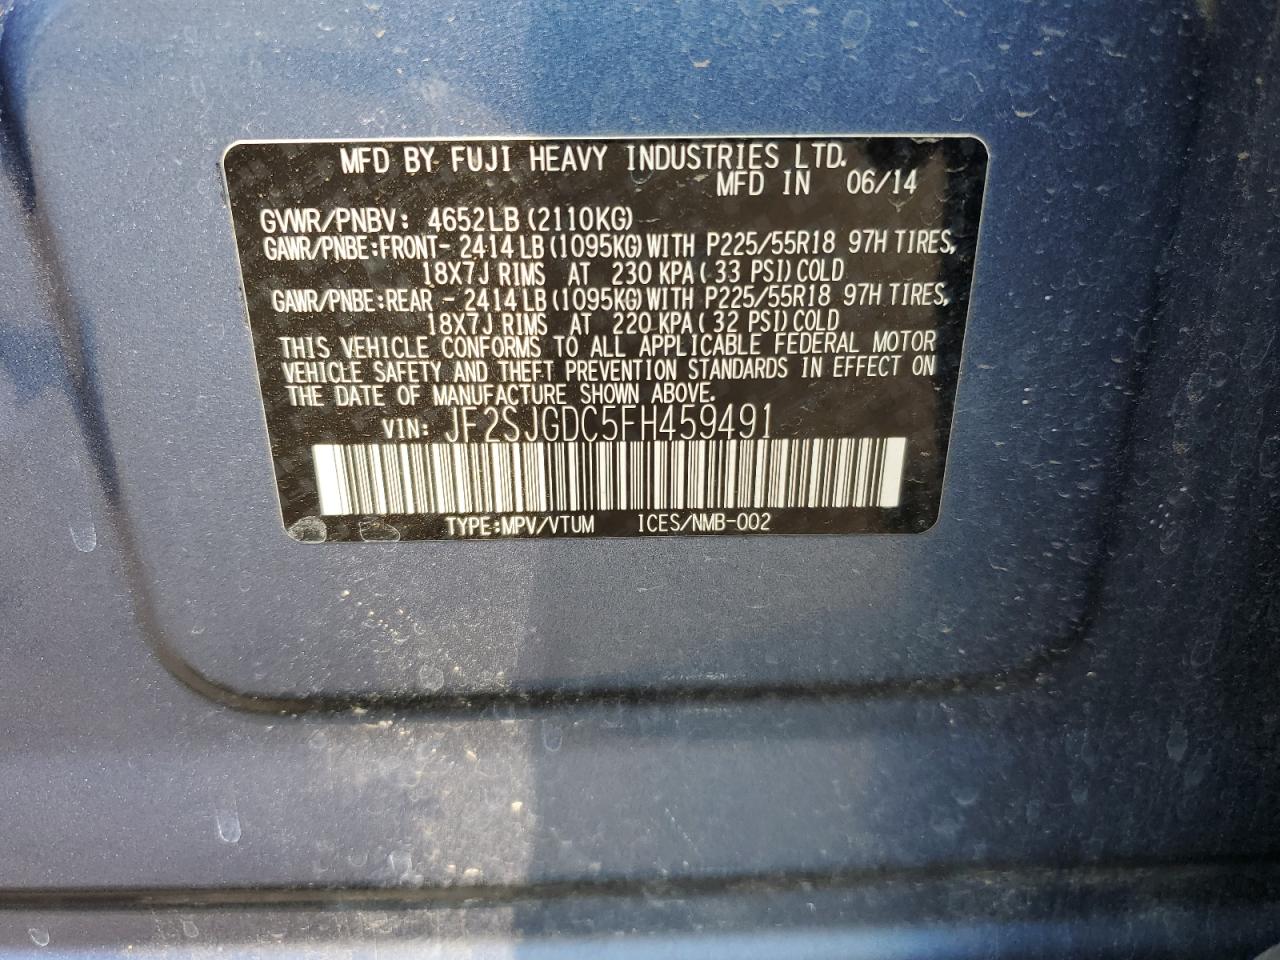 MFD BY FUJI HEAVY INDUSTRIES LTD.
MFD IN 06/14
GVWR/PNBV: 4652LB (2110KG)
GAWR/PNBE:FRONT- 2414LB (1095KG) WITH P225/55R18 97H TIRES,
18X7J RIMS AT 230 KPA ( 33 PSI) COLD
GAWR/PNBE:REAR - 2414LB (1095KG) WITH P225/55R18 97H TIRES,
18X7J RIMS AT 220 KPA ( 32 PSI) COLD
THIS VEHICLE CONFORMS TO ALL APPLICABLE FEDERAL MOTOR
VEHICLE SAFETY AND THEFT PREVENTION STANDARDS IN EFFECT ON
THE DATE OF MANUFACTURE SHOWN ABOVE.
VIN: JF2SJGDC5FH459491
TYPE:MPV/VTUM ICES/NMB-002